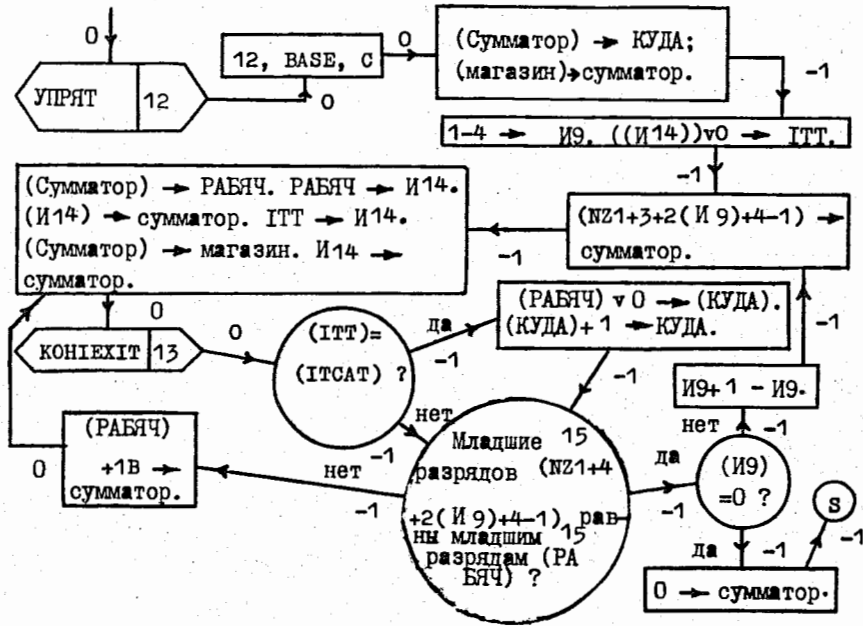 0
УПРЯТ 12
0
12, BASE, C
0
(Сумматор) → КУДА;
(магазин)→сумматор.
-1
1-4 → И9. ((И14))∨0 → ITT.
-1
(NZ1+3+2(И9)+4-1) →
сумматор.
-1
(Сумматор) → РАБЯЧ. РАБЯЧ → И14.
(И14) → сумматор. ITT → И14.
(Сумматор) → магазин. И14 →
сумматор.
0
КОНIEXIT 13
0
(ITT)=
(ITCAT) ?
да
-1
(РАБЯЧ) ∨ 0 → (КУДА).
(КУДА)+ 1 → КУДА.
-1
нет
-1
Младшие 15
разрядов (NZ1+4
+2(И9)+4-1) рав-
ны младшим 15
разрядам (РА
БЯЧ) ?
нет
-1
(РАБЯЧ)
+1В →
сумматор.
0
да
-1
(И9)
=0 ?
нет
-1
И9+1 - И9.
-1
да
-1
0 → сумматор.
-1
S